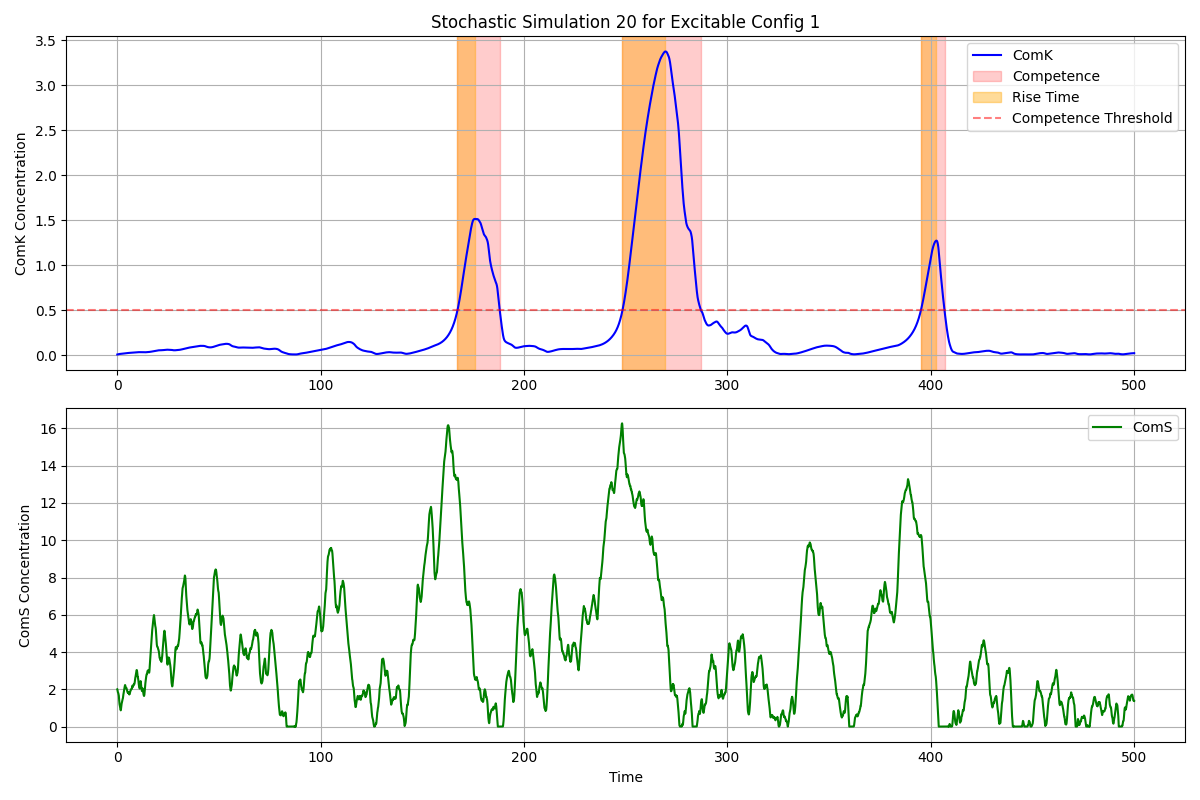 Stochastic Simulation 20 for Excitable Config 1
ComK Concentration
3.5
3.0
2.5
2.0
1.5
1.0
0.5
0.0
ComK
Competence
Rise Time
Competence Threshold
0 100 200 300 400 500
ComS Concentration
16
14
12
10
8
6
4
2
0
ComS
0 100 200 300 400 500
Time